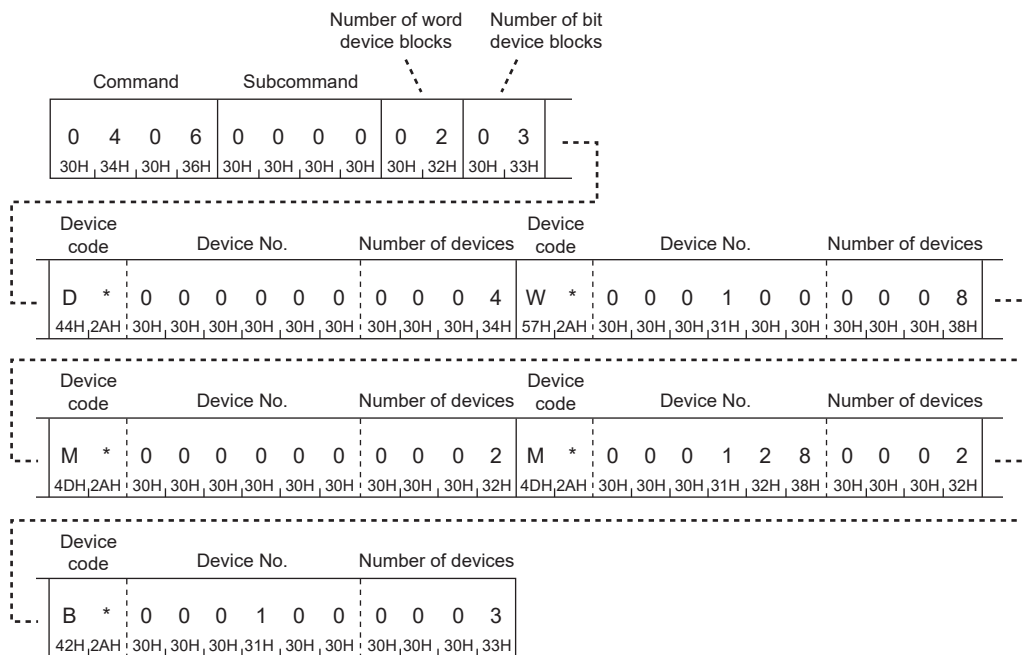 Number of word device blocks Number of bit device blocks
Command Subcommand
0 4 0 6 0 0 0 0 0 2 0 3
30H 34H 30H 36H 30H 30H 30H 30H 30H 32H 30H 33H
Device code Device No. Number of devices Device code Device No. Number of devices
D * 0 0 0 0 0 0 0 0 0 4 W * 0 0 0 1 0 0 0 0 0 8
44H 2AH 30H 30H 30H 30H 30H 30H 30H 30H 30H 34H 57H 2AH 30H 30H 30H 31H 30H 30H 30H 30H 30H 38H
Device code Device No. Number of devices Device code Device No. Number of devices
M * 0 0 0 0 0 0 0 0 0 2 M * 0 0 0 1 2 8 0 0 0 2
4DH 2AH 30H 30H 30H 30H 30H 30H 30H 30H 30H 32H 4DH 2AH 30H 30H 30H 31H 32H 38H 30H 30H 30H 32H
Device code Device No. Number of devices
B * 0 0 0 1 0 0 0 0 0 3
42H 2AH 30H 30H 30H 31H 30H 30H 30H 30H 30H 33H